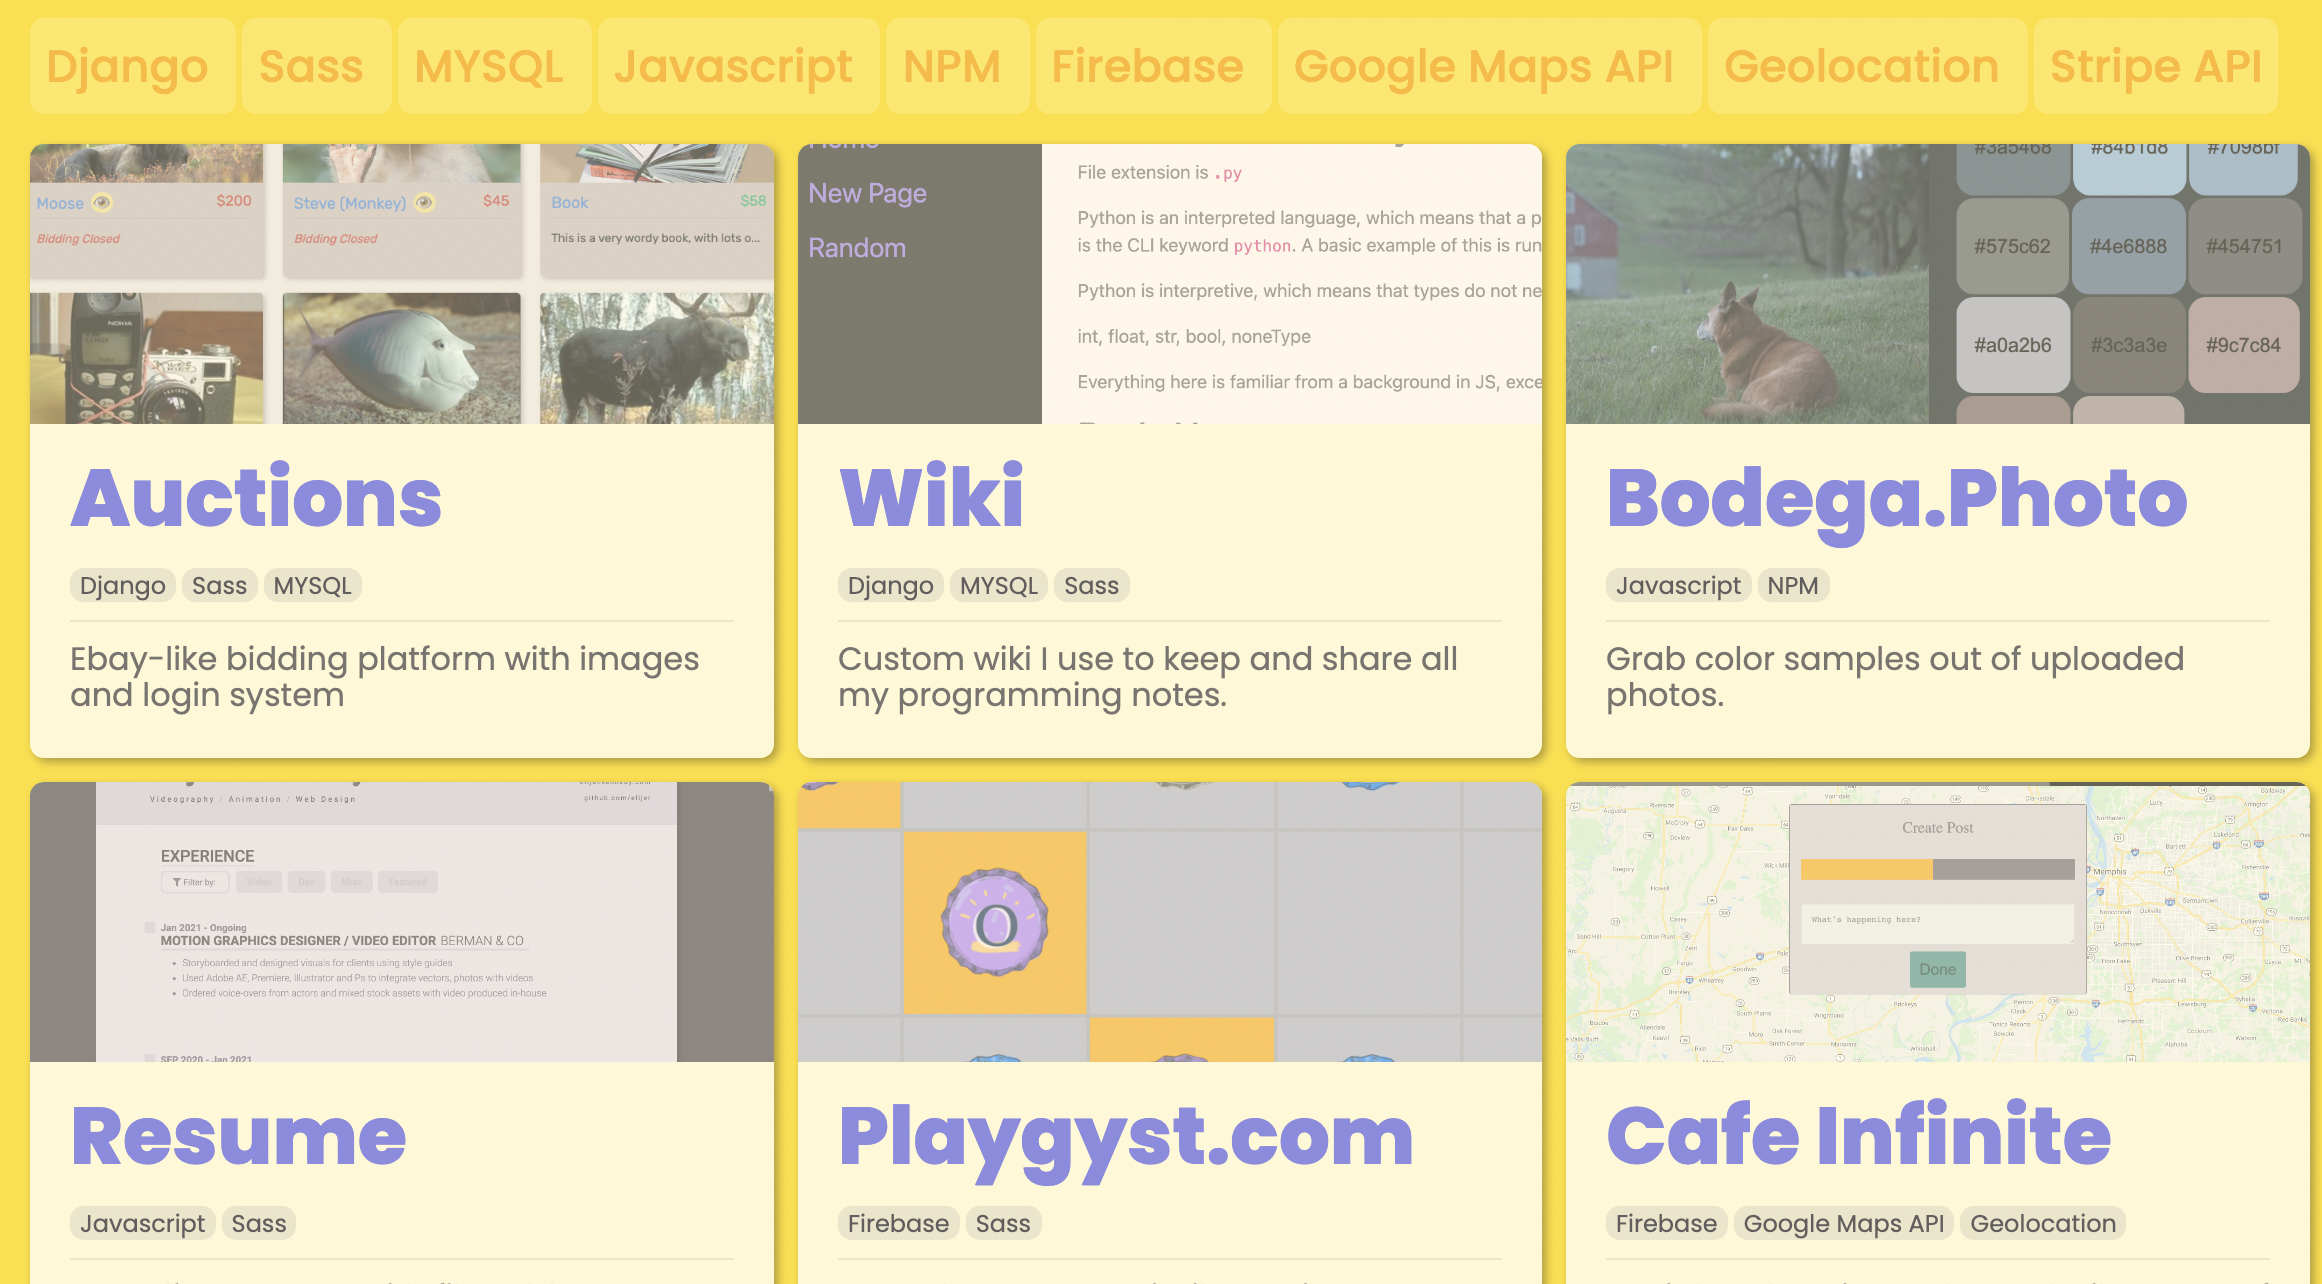 Django Sass MYSQL Javascript NPM Firebase Google Maps API Geolocation Stripe API
Moose $200
Bidding Closed
Steve (Monkey) $45
Bidding Closed
Book $58
This is a very wordy book, with lots o...
NOKIA
Auctions
Django Sass MYSQL
Ebay-like bidding platform with images
and login system
Home
New Page
Random
File extension is .py
Python is an interpreted language, which means that a p
is the CLI keyword python. A basic example of this is run
Python is interpretive, which means that types do not ne
int, float, str, bool, noneType
Everything here is familiar from a background in JS, exce
Wiki
Django MYSQL Sass
Custom wiki I use to keep and share all
my programming notes.
#3a5468 #84b1d8 #7098bf
#575c62 #4e6888 #454751
#a0a2b6 #3c3a3e #9c7c84
Bodega.Photo
Javascript NPM
Grab color samples out of uploaded
photos.
Videography / Animation / Web Design
github.com/elijer
EXPERIENCE
Filter by: Video Dev Misc Featured
Jan 2021 - Ongoing
MOTION GRAPHICS DESIGNER / VIDEO EDITOR BERMAN & CO
Storyboarded and designed visuals for clients using style guides
Used Adobe AE, Premiere, Illustrator and Ps to integrate vectors, photos with videos
Ordered voice-overs from actors and mixed stock assets with video produced in-house
SEP 2020 - Jan 2021
Resume
Javascript Sass
O
Playgyst.com
Firebase Sass
Create Post
What's happening here?
Done
Memphis
Cafe Infinite
Firebase Google Maps API Geolocation